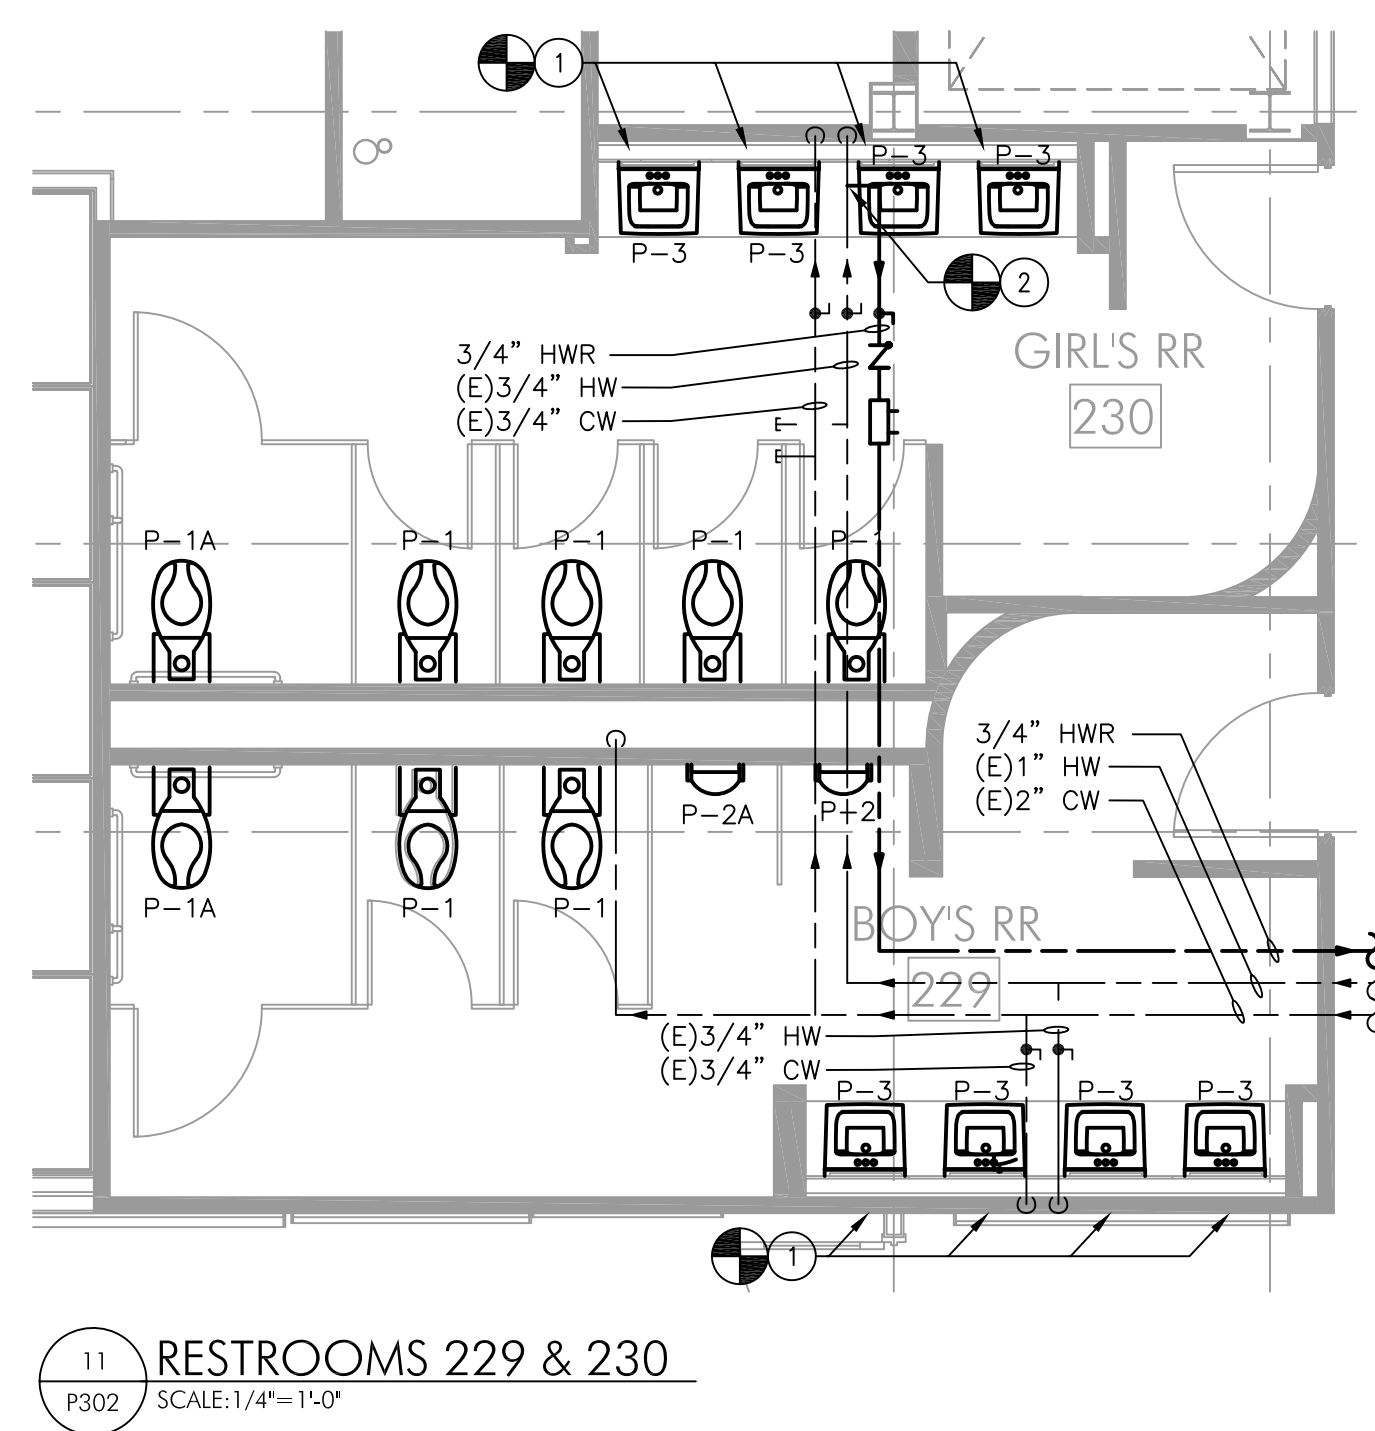 1
P-3 P-3
P-3 P-3
2
3/4" HWR
(E)3/4" HW
(E)3/4" CW
GIRL'S RR
230
P-1A P-1 P-1 P-1 P-1
3/4" HWR
(E)1" HW
(E)2" CW
P-2A P-2
P-1A P-1 P-1
BOY'S RR
229
(E)3/4" HW
(E)3/4" CW
P-3 P-3 P-3 P-3
1
11
P302
RESTROOMS 229 & 230
SCALE:1/4"=1'-0"